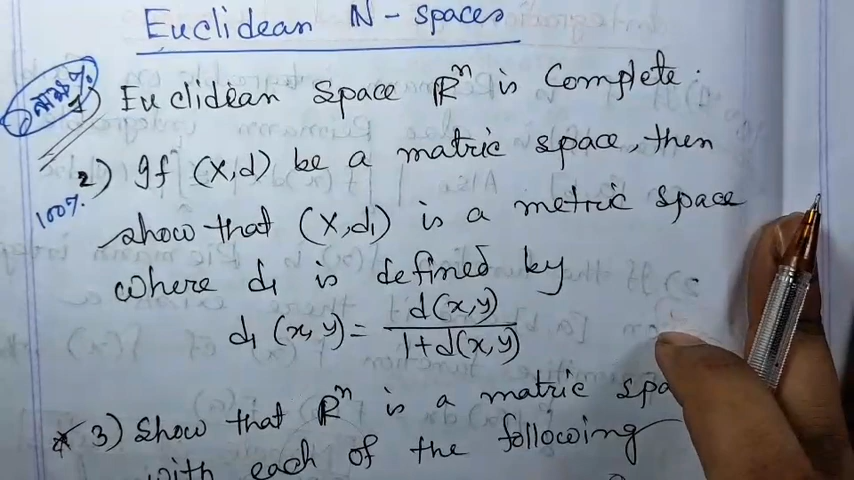 Euclidean N-spaces
1) Euclidean Space ℝⁿ is Complete.
2) If (X,d) be a matric space, then
100%
show that (X,d₁) is a metric space
where d₁ is defined by
d₁ (x,y) = d(x,y) / 1+d(x,y)
* 3) Show that ℝⁿ is a matric spa
with each of the following